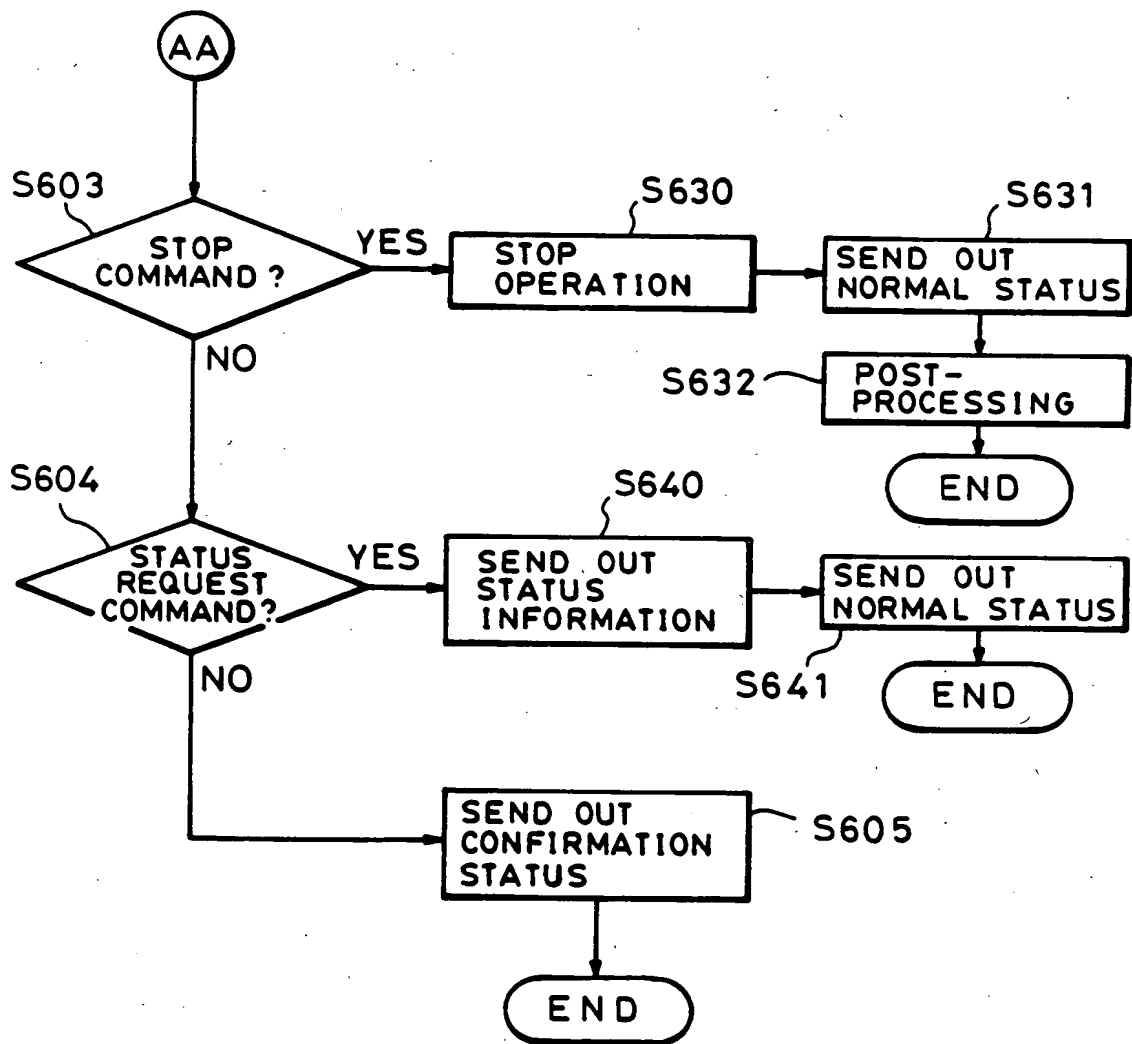 AA
S603
STOP
COMMAND?
YES
S630
STOP
OPERATION
S631
SEND OUT
NORMAL STATUS
NO
S632
POST-
PROCESSING
END
S604
STATUS
REQUEST
COMMAND?
YES
S640
SEND OUT
STATUS
INFORMATION
SEND OUT
NORMAL STATUS
S641
END
NO
SEND OUT
CONFIRMATION
STATUS
S605
END